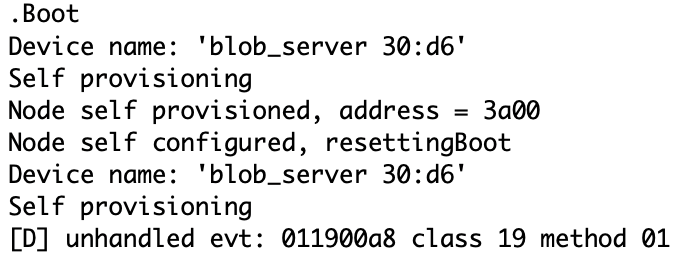 .Boot
Device name: 'blob_server 30:d6'
Self provisioning
Node self provisioned, address = 3a00
Node self configured, resettingBoot
Device name: 'blob_server 30:d6'
Self provisioning
[D] unhandled evt: 011900a8 class 19 method 01